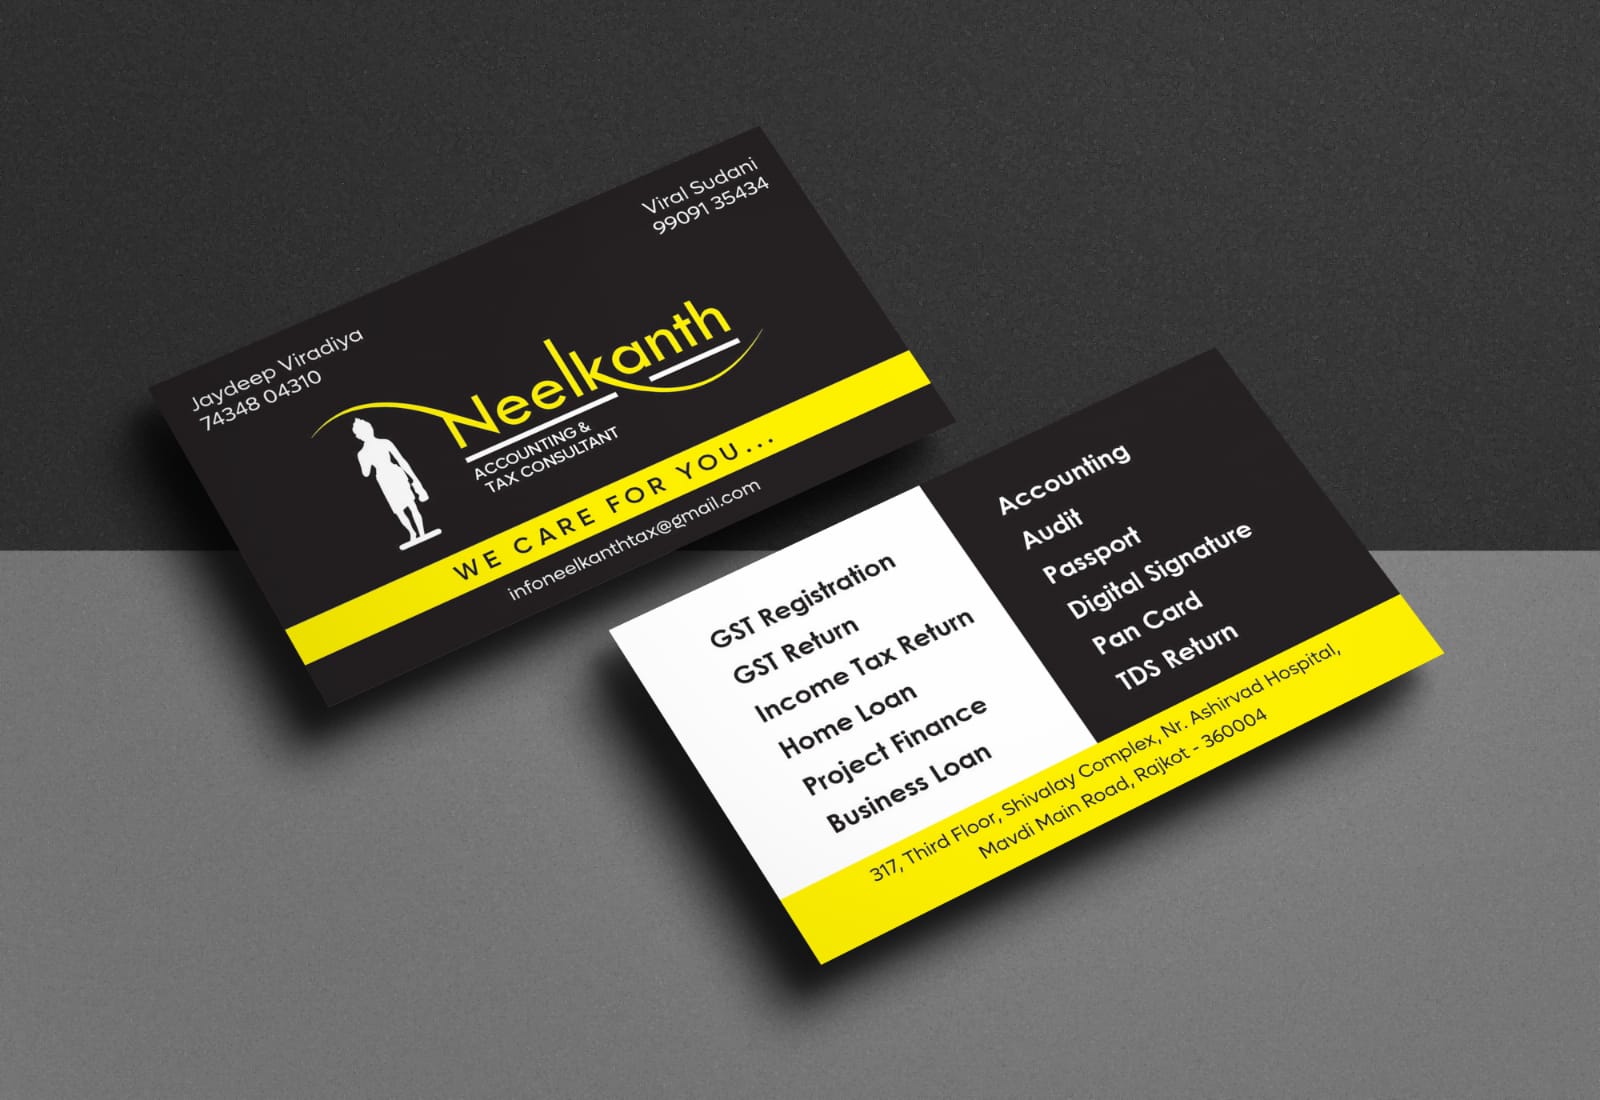 Jaydeep Viradiya
74348 04310
Viral Sudani
99091 35434
Neelkanth
ACCOUNTING &
TAX CONSULTANT
WE CARE FOR YOU...
infoneelkanthtax@gmail.com
GST Registration
GST Return
Income Tax Return
Home Loan
Project Finance
Business Loan
Accounting
Audit
Passport
Digital Signature
Pan Card
TDS Return
317, Third Floor, Shivalay Complex, Nr. Ashirvad Hospital,
Mavdi Main Road, Rajkot - 360004